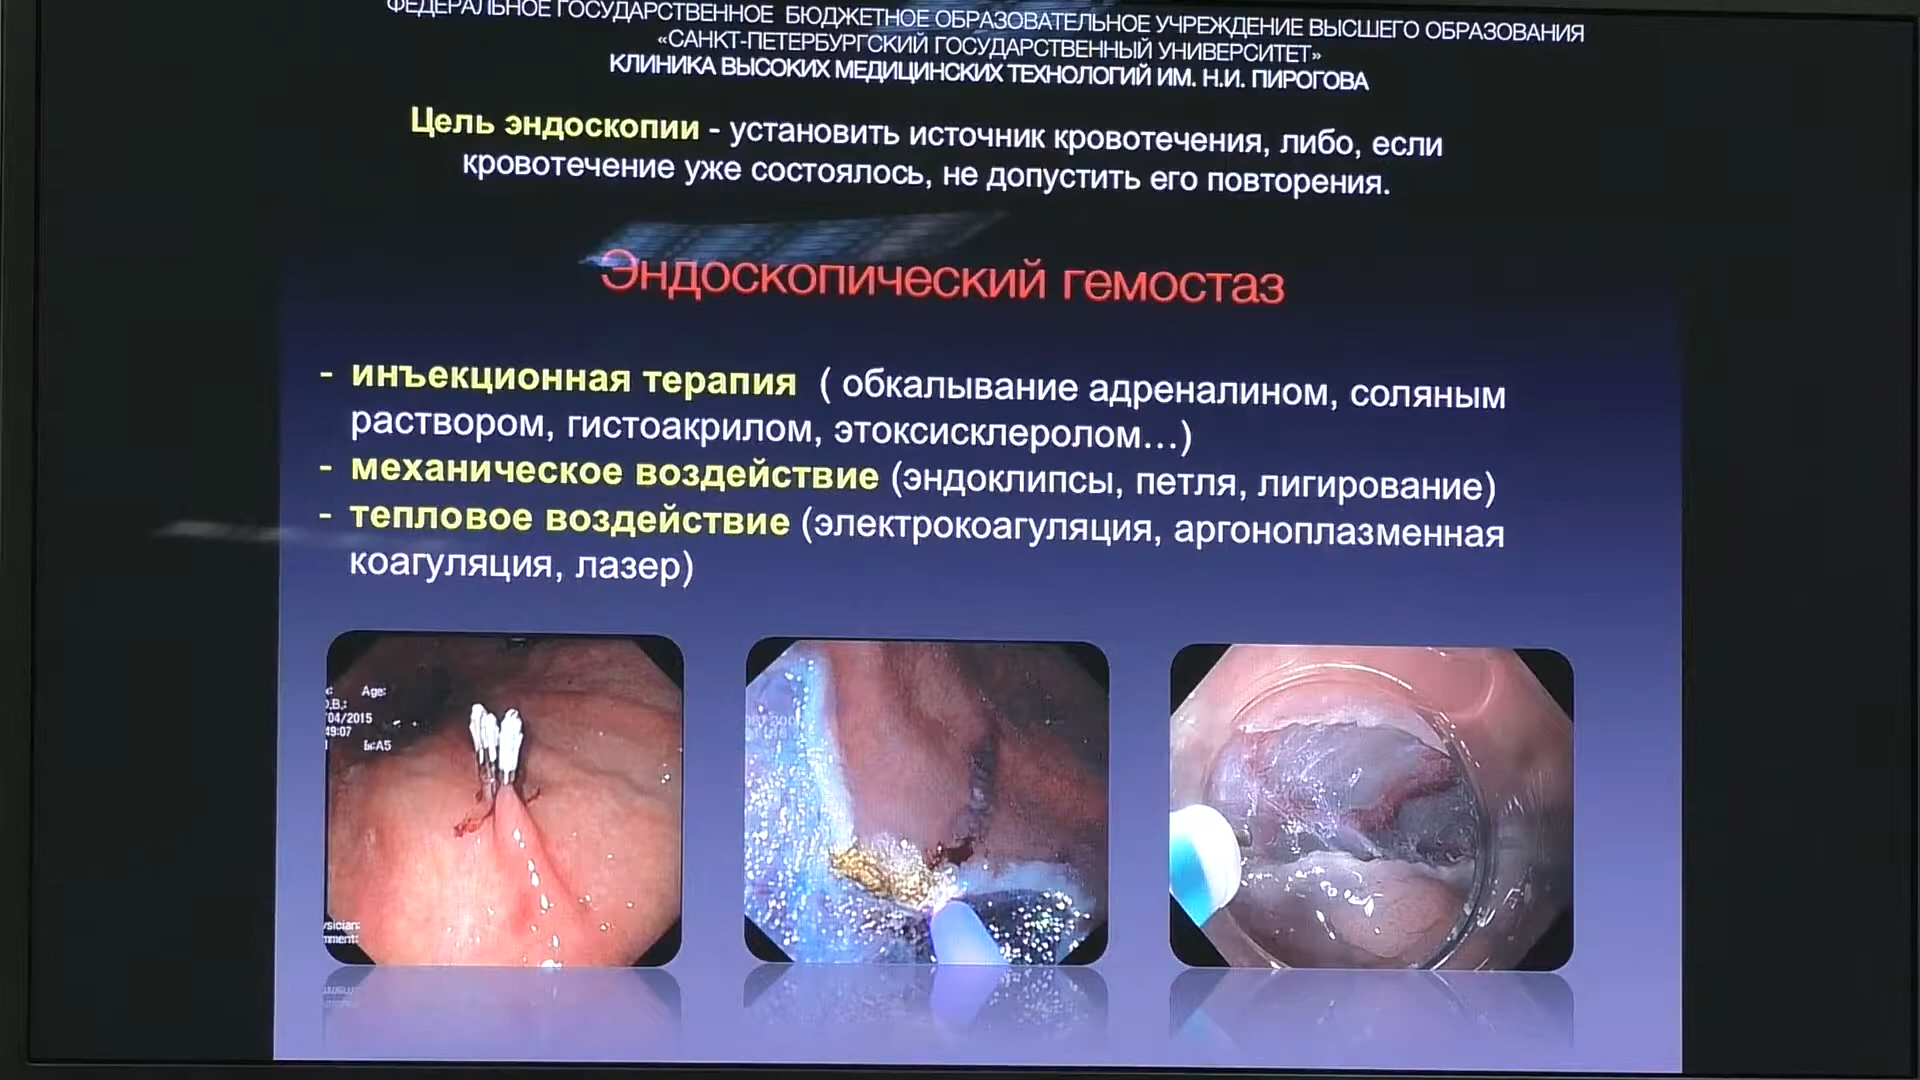 ФЕДЕРАЛЬНОЕ ГОСУДАРСТВЕННОЕ БЮДЖЕТНОЕ ОБРАЗОВАТЕЛЬНОЕ УЧРЕЖДЕНИЕ ВЫСШЕГО ОБРАЗОВАНИЯ
«САНКТ-ПЕТЕРБУРГСКИЙ ГОСУДАРСТВЕННЫЙ УНИВЕРСИТЕТ»
КЛИНИКА ВЫСОКИХ МЕДИЦИНСКИХ ТЕХНОЛОГИЙ ИМ. Н.И. ПИРОГОВА
Цель эндоскопии - установить источник кровотечения, либо, если
кровотечение уже состоялось, не допустить его повторения.
Эндоскопический гемостаз
- инъекционная терапия ( обкалывание адреналином, соляным
раствором, гистоакрилом, этоксисклеролом...)
- механическое воздействие (эндоклипсы, петля, лигирование)
- тепловое воздействие (электрокоагуляция, аргоноплазменная
коагуляция, лазер)
Age:
04/2015
49:07